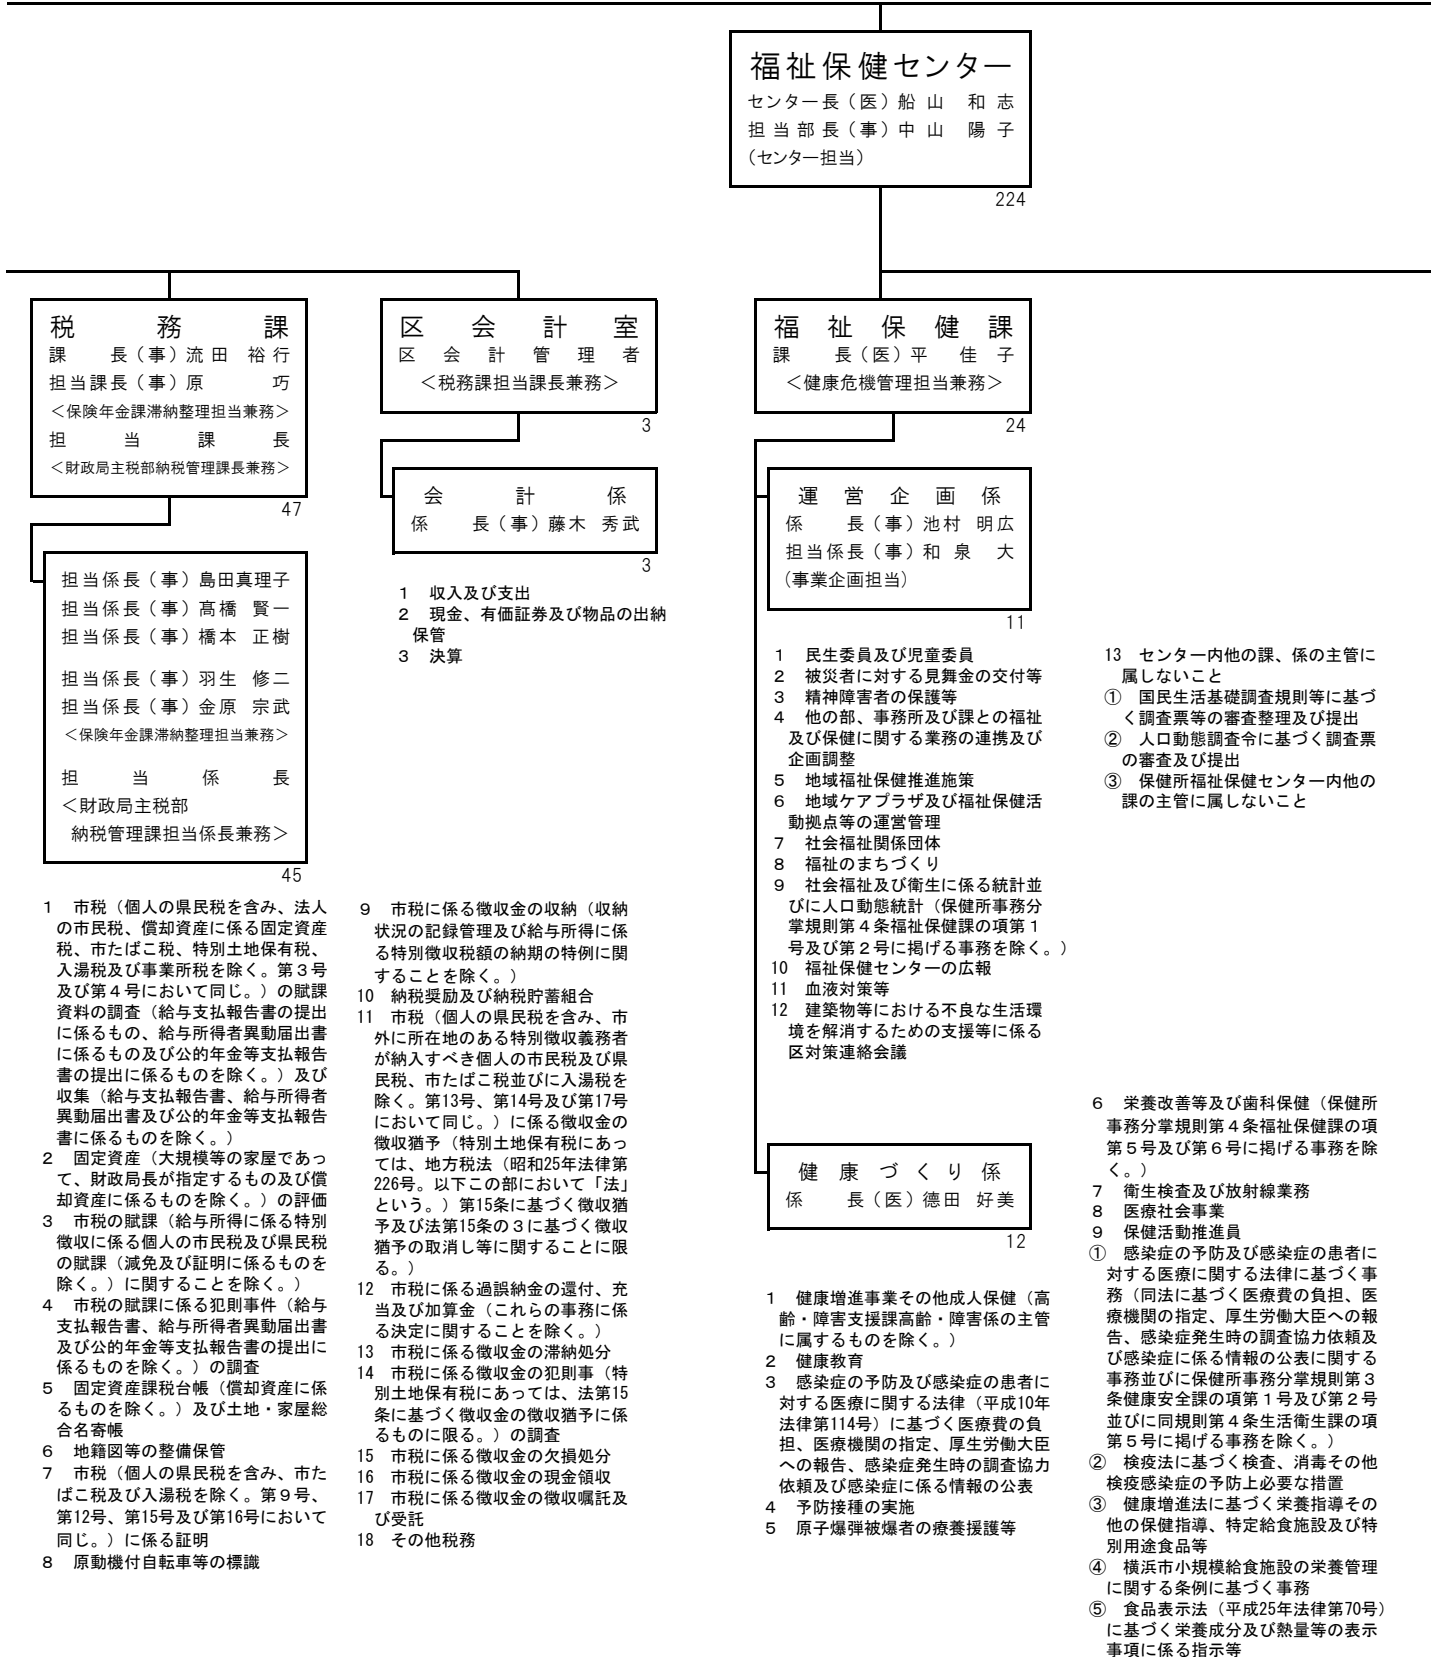 福祉保健センター
センター長（医）船山 和志
担当部長（事）中山 陽子
（センター担当）
224
税務課
課長（事）流田 裕行
担当課長（事）原 巧
＜保険年金課滞納整理担当兼務＞
担当課長
＜財政局主税部納税管理課長兼務＞
47
担当係長（事）島田真理子
担当係長（事）髙橋 賢一
担当係長（事）橋本 正樹
担当係長（事）羽生 修二
担当係長（事）金原 宗武
＜保険年金課滞納整理担当兼務＞
担当係長
＜財政局主税部
納税管理課担当係長兼務＞
45
1 市税（個人の県民税を含み、法人
の市民税、償却資産に係る固定資産
税、市たばこ税、特別土地保有税、
入湯税及び事業所税を除く。第３号
及び第４号において同じ。）の賦課
資料の調査（給与支払報告書の提出
に係るもの、給与所得者異動届出書
に係るもの及び公的年金等支払報告
書の提出に係るものを除く。）及び
収集（給与支払報告書、給与所得者
異動届出書及び公的年金等支払報告
書に係るものを除く。）
2 固定資産（大規模等の家屋であっ
て、財政局長が指定するもの及び償
却資産に係るものを除く。）の評価
3 市税の賦課（給与所得に係る特別
徴収に係る個人の市民税及び県民税
の賦課（減免及び証明に係るものを
除く。）に関することを除く。）
4 市税の賦課に係る犯則事件（給与
支払報告書、給与所得者異動届出書
及び公的年金等支払報告書の提出に
係るものを除く。）の調査
5 固定資産課税台帳（償却資産に係
るものを除く。）及び土地・家屋総
合名寄帳
6 地籍図等の整備保管
7 市税（個人の県民税を含み、市た
ばこ税及び入湯税を除く。第９号、
第12号、第15号及び第16号において
同じ。）に係る証明
8 原動機付自転車等の標識
9 市税に係る徴収金の収納（収納
状況の記録管理及び給与所得に係
る特別徴収税額の納期の特例に関
することを除く。）
10 納税奨励及び納税貯蓄組合
11 市税（個人の県民税を含み、市
外に所在地のある特別徴収義務者
が納入すべき個人の市民税及び県
民税、市たばこ税並びに入湯税を
除く。第13号、第14号及び第17号
において同じ。）に係る徴収金の
徴収猶予（特別土地保有税にあっ
ては、地方税法（昭和25年法律第
226号。以下この部において「法」
という。）第15条に基づく徴収猶
予及び法第15条の３に基づく徴収
猶予の取消し等に関することに限
る。）
12 市税に係る過誤納金の還付、充
当及び加算金（これらの事務に係
る決定に関することを除く。）
13 市税に係る徴収金の滞納処分
14 市税に係る徴収金の犯則事（特
別土地保有税にあっては、法第15
条に基づく徴収金の徴収猶予に係
るものに限る。）の調査
15 市税に係る徴収金の欠損処分
16 市税に係る徴収金の現金領収
17 市税に係る徴収金の徴収嘱託及
び受託
18 その他税務
区会計室
区会計管理者
＜税務課担当課長兼務＞
3
会計係
係長（事）藤木 秀武
3
1 収入及び支出
2 現金、有価証券及び物品の出納
保管
3 決算
福祉保健課
課長（医）平 佳子
＜健康危機管理担当兼務＞
24
運営企画係
係長（事）池村 明広
担当係長（事）和泉 大
（事業企画担当）
11
1 民生委員及び児童委員
2 被災者に対する見舞金の交付等
3 精神障害者の保護等
4 他の部、事務所及び課との福祉
及び保健に関する業務の連携及び
企画調整
5 地域福祉保健推進施策
6 地域ケアプラザ及び福祉保健活
動拠点等の運営管理
7 社会福祉関係団体
8 福祉のまちづくり
9 社会福祉及び衛生に係る統計並
びに人口動態統計（保健所事務分
掌規則第４条福祉保健課の項第１
号及び第２号に掲げる事務を除く。）
10 福祉保健センターの広報
11 血液対策等
12 建築物等における不良な生活環
境を解消するための支援等に係る
区対策連絡会議
13 センター内他の課、係の主管に
属しないこと
① 国民生活基礎調査規則等に基づ
く調査票等の審査整理及び提出
② 人口動態調査令に基づく調査票
の審査及び提出
③ 保健所福祉保健センター内他の
課の主管に属しないこと
健康づくり係
係長（医）德田 好美
12
1 健康増進事業その他成人保健（高
齢・障害支援課高齢・障害係の主管
に属するものを除く。）
2 健康教育
3 感染症の予防及び感染症の患者に
対する医療に関する法律（平成10年
法律第114号）に基づく医療費の負
担、医療機関の指定、厚生労働大臣
への報告、感染症発生時の調査協力
依頼及び感染症に係る情報の公表
4 予防接種の実施
5 原子爆弾被爆者の療養援護等
6 栄養改善等及び歯科保健（保健所
事務分掌規則第４条福祉保健課の項
第５号及び第６号に掲げる事務を除
く。）
7 衛生検査及び放射線業務
8 医療社会事業
9 保健活動推進員
① 感染症の予防及び感染症の患者に
対する医療に関する法律に基づく事
務（同法に基づく医療費の負担、医
療機関の指定、厚生労働大臣への報
告、感染症発生時の調査協力依頼及
び感染症に係る情報の公表に関する
事務並びに保健所事務分掌規則第３
条健康安全課の項第１号及び第２号
並びに同規則第４条生活衛生課の項
第５号に掲げる事務を除く。）
② 検疫法に基づく検査、消毒その他
検疫感染症の予防上必要な措置
③ 健康増進法に基づく栄養指導その
他の保健指導、特定給食施設及び特
別用途食品等
④ 横浜市小規模給食施設の栄養管理
に関する条例に基づく事務
⑤ 食品表示法（平成25年法律第70号）
に基づく栄養成分及び熱量等の表示
事項に係る指示等